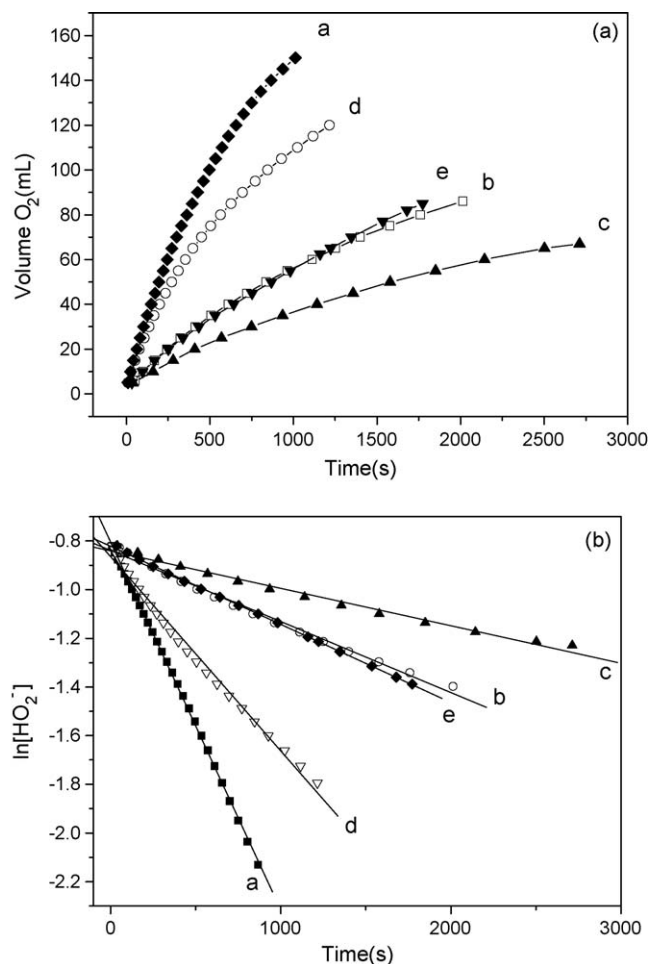 160
140
120
100
80
60
40
20
0
Volume O₂(mL)
(a)
a
d
e
b
c
0 500 1000 1500 2000 2500 3000
Time(s)
-0.8
-1.0
-1.2
-1.4
-1.6
-1.8
-2.0
-2.2
ln[HO₂⁻]
(b)
c
b
e
d
a
0 1000 2000 3000
Time(s)